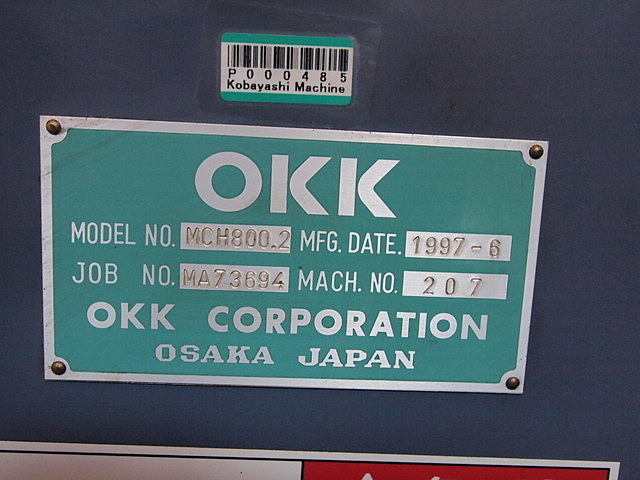 P000485
Kobayashi Machine
OKK
MODEL NO. MCH800.2 MFG. DATE. 1997-6
JOB NO. MA73694 MACH. NO. 207
OKK CORPORATION
OSAKA JAPAN